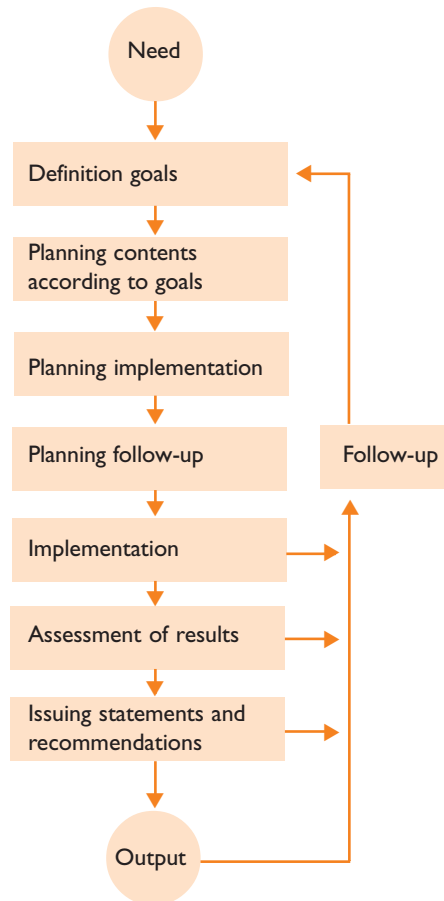 Need
Definition goals
Planning contents
according to goals
Planning implementation
Planning follow-up
Follow-up
Implementation
Assessment of results
Issuing statements and
recommendations
Output